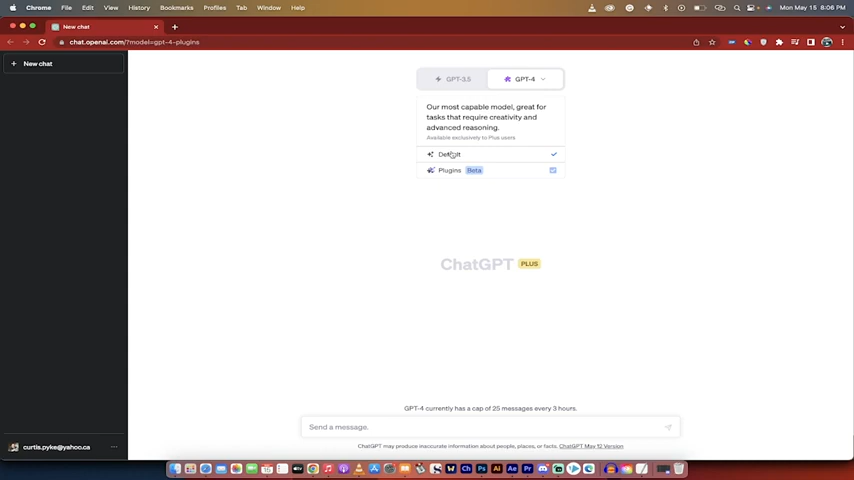 Chrome File Edit View History Bookmarks Profiles Tab Window Help Mon May 15 8:06 PM
New chat
chat.openai.com/?model=gpt-4-plugins
+ New chat
GPT-3.5 GPT-4
Our most capable model, great for
tasks that require creativity and
advanced reasoning.
Available exclusively to Plus users
Default
Plugins Beta
ChatGPT PLUS
GPT-4 currently has a cap of 25 messages every 3 hours.
Send a message.
ChatGPT may produce inaccurate information about people, places, or facts. ChatGPT May 12 Version
curtis.pyke@yahoo.ca ...